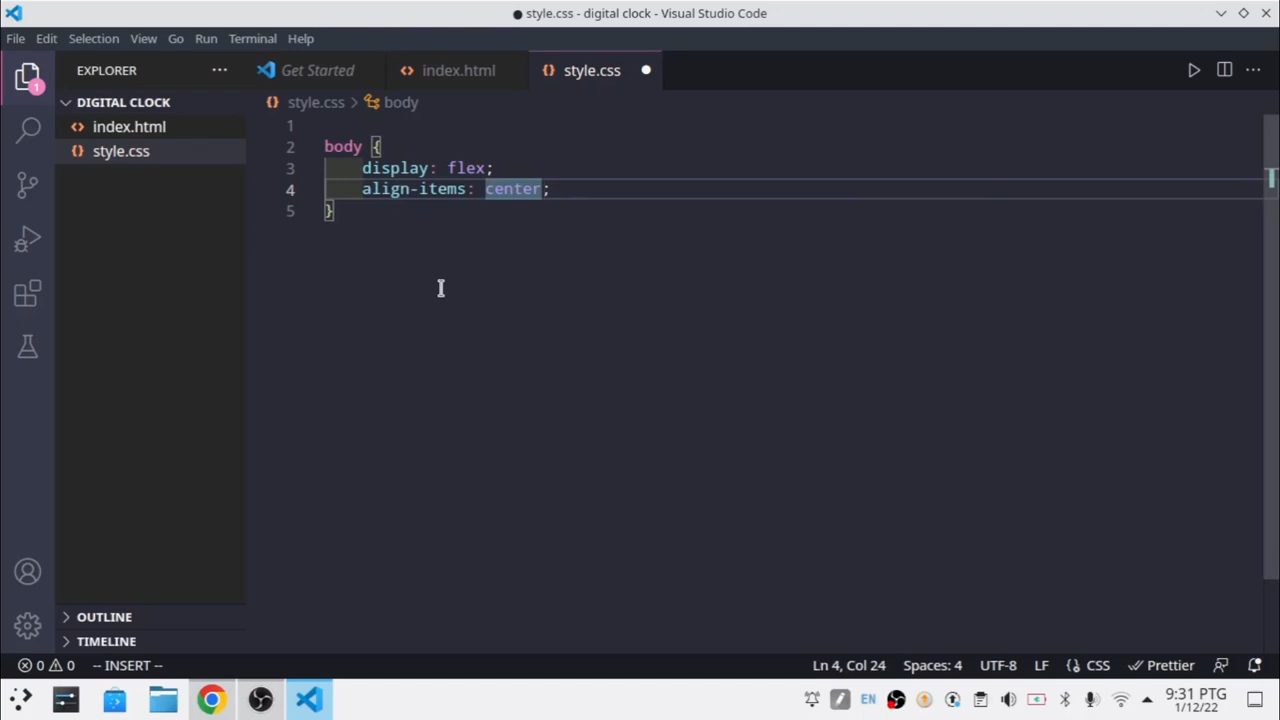 style.css - digital clock - Visual Studio Code
File Edit Selection View Go Run Terminal Help
EXPLORER
Get Started
index.html
style.css
DIGITAL CLOCK
index.html
style.css
style.css > body
1
2 body {
3 display: flex;
4 align-items: center;
5 }
1
OUTLINE
TIMELINE
0 0 -- INSERT --
Ln 4, Col 24 Spaces: 4 UTF-8 LF CSS Prettier
EN
9:31 PTG
1/12/22